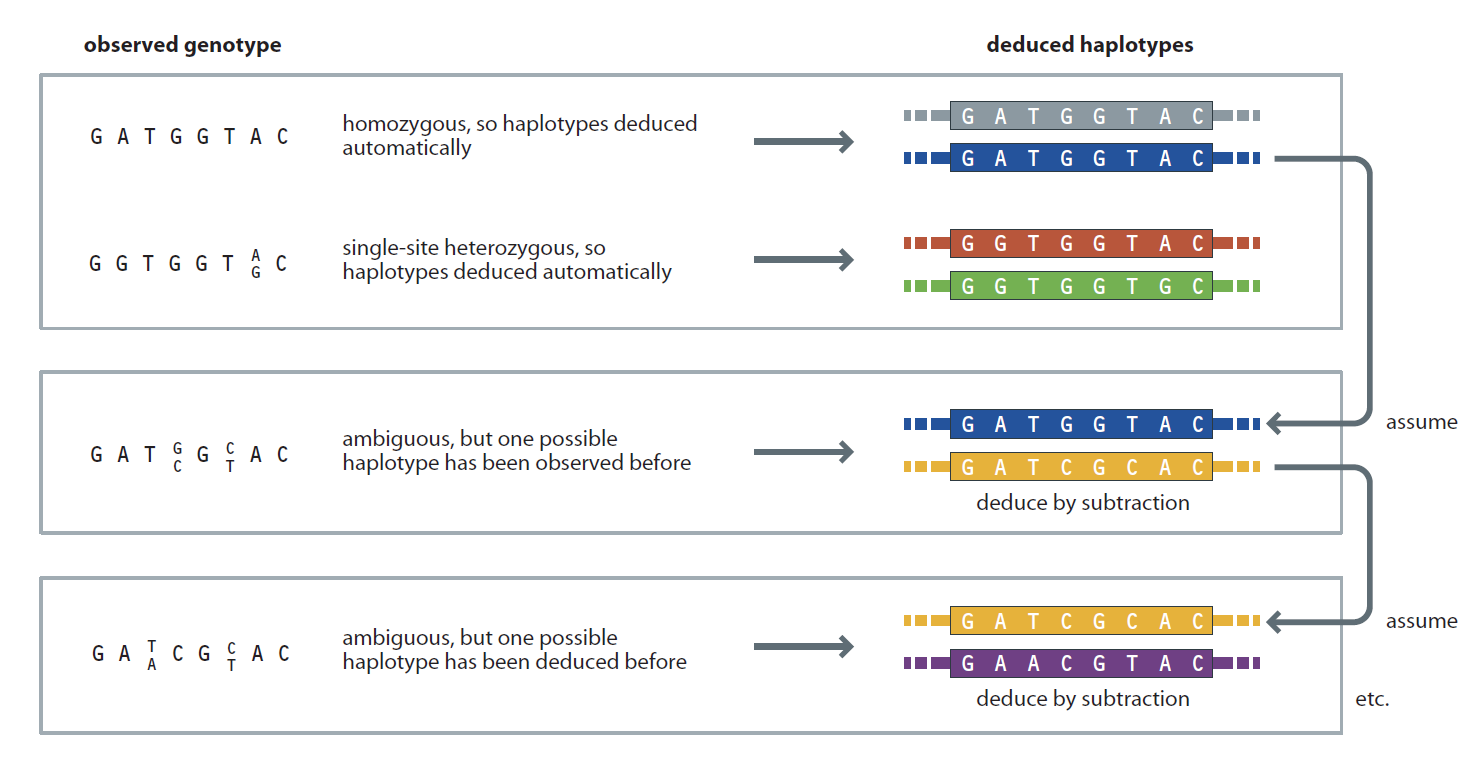 observed genotype
deduced haplotypes
G A T G G T A C
homozygous, so haplotypes deduced
automatically
G A T G G T A C
G A T G G T A C
G G T G G T A C
G
single-site heterozygous, so
haplotypes deduced automatically
G G T G G T A C
G G T G G T G C
G A T G G C A C
C T
ambiguous, but one possible
haplotype has been observed before
G A T G G T A C
assume
G A T C G C A C
deduce by subtraction
G A T C G C A C
A T
ambiguous, but one possible
haplotype has been deduced before
G A T C G C A C
assume
G A A C G T A C
deduce by subtraction
etc.